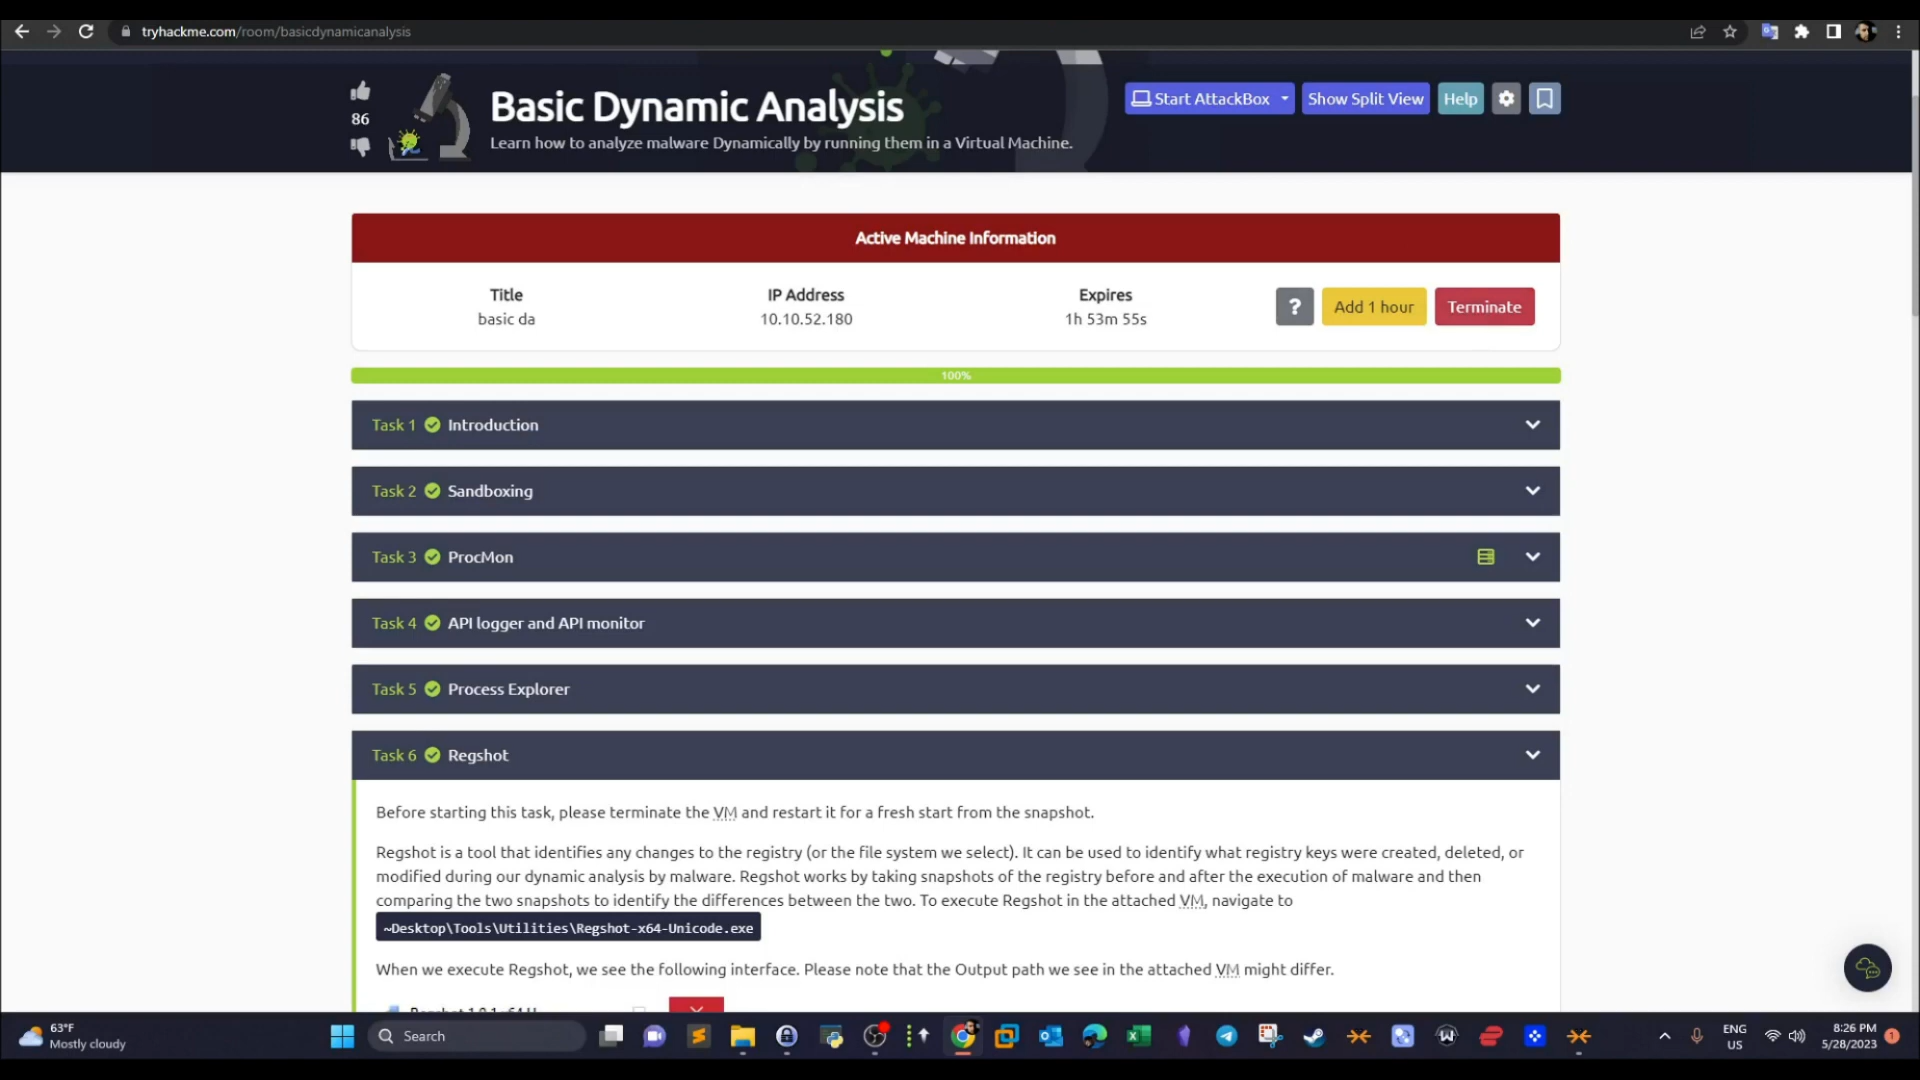 tryhackme.com/room/basicdynamicanalysis
86
Basic Dynamic Analysis
Learn how to analyze malware Dynamically by running them in a Virtual Machine.
Start AttackBox
Show Split View
Help
Active Machine Information
Title
IP Address
Expires
basic da
10.10.52.180
1h 53m 55s
?
Add 1 hour
Terminate
100%
Task 1 Introduction
Task 2 Sandboxing
Task 3 ProcMon
Task 4 API logger and API monitor
Task 5 Process Explorer
Task 6 Regshot
Before starting this task, please terminate the VM and restart it for a fresh start from the snapshot.
Regshot is a tool that identifies any changes to the registry (or the file system we select). It can be used to identify what registry keys were created, deleted, or
modified during our dynamic analysis by malware. Regshot works by taking snapshots of the registry before and after the execution of malware and then
comparing the two snapshots to identify the differences between the two. To execute Regshot in the attached VM, navigate to
~Desktop\Tools\Utilities\Regshot-x64-Unicode.exe
When we execute Regshot, we see the following interface. Please note that the Output path we see in the attached VM might differ.
63°F
Mostly cloudy
Search
ENG
US
8:26 PM
5/28/2023
1